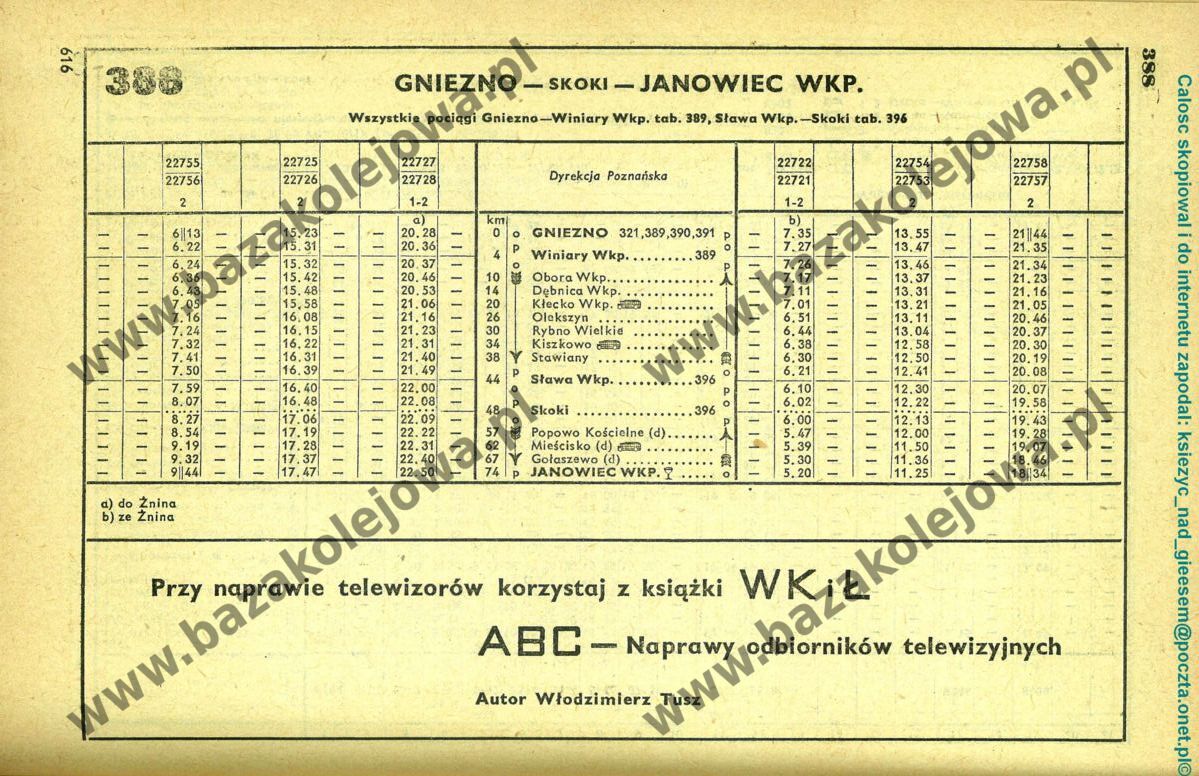 616
388
388
GNIEZNO — SKOKI — JANOWIEC WKP.
Wszystkie pociągi Gniezno—Winiary Wkp. tab. 389, Sława Wkp.—Skoki tab. 396
22755 22725 22727 Dyrekcja Poznańska 22722 22754 22758
22756 22726 22728 22721 22753 22757
2 2 1-2 1-2 2 2
a) km b)
6‖13 15.23 20.28 0 o GNIEZNO 321,389,390,391 p 7.35 13.55 21‖44
6.22 15.31 20.36 p o 7.27 13.47 21.35
4 Winiary Wkp. 389
6.24 15.32 20.37 o p 7.26 13.46 21.34
6.36 15.42 20.46 10 Obora Wkp. 7.17 13.37 21.23
6.43 15.48 20.53 14 Dębnica Wkp. 7.11 13.31 21.16
7.05 15.58 21.06 20 Kłecko Wkp. 7.01 13.21 21.05
7.16 16.08 21.16 26 Olekszyn 6.51 13.11 20.46
7.24 16.15 21.23 30 Rybno Wielkie 6.44 13.04 20.37
7.32 16.22 21.31 34 Kiszkowo 6.38 12.58 20.30
7.41 16.31 21.40 38 Stawiany 6.30 12.50 20.19
7.50 16.39 21.49 p o 6.21 12.41 20.08
44 Sława Wkp. 396
7.59 16.40 22.00 o p 6.10 12.30 20.07
8.07 16.48 22.08 p o 6.02 12.22 19.58
48 Skoki 396
8.27 17.06 22.09 o p 6.00 12.13 19.43
8.54 17.19 22.22 57 Popowo Kościelne (d) 5.47 12.00 19.28
9.19 17.28 22.31 62 Mieścisko (d) 5.39 11.50 19.07
9.32 17.37 22.40 67 Gołaszewo (d) 5.30 11.36 18.46
9‖44 17.47 22.50 74 p JANOWIEC WKP. o 5.20 11.25 18‖34
a) do Żnina
b) ze Żnina
Przy naprawie telewizorów korzystaj z książki WKiŁ
ABC — Naprawy odbiorników telewizyjnych
Autor Włodzimierz Tusz
www.bazakolejowa.pl
www.bazakolejowa.pl
www.bazakolejowa.pl
www.bazakolejowa.pl
Calosc skopiowal i do internetu zapodal: ksiezyc_nad_gieesem@poczta.onet.pl©